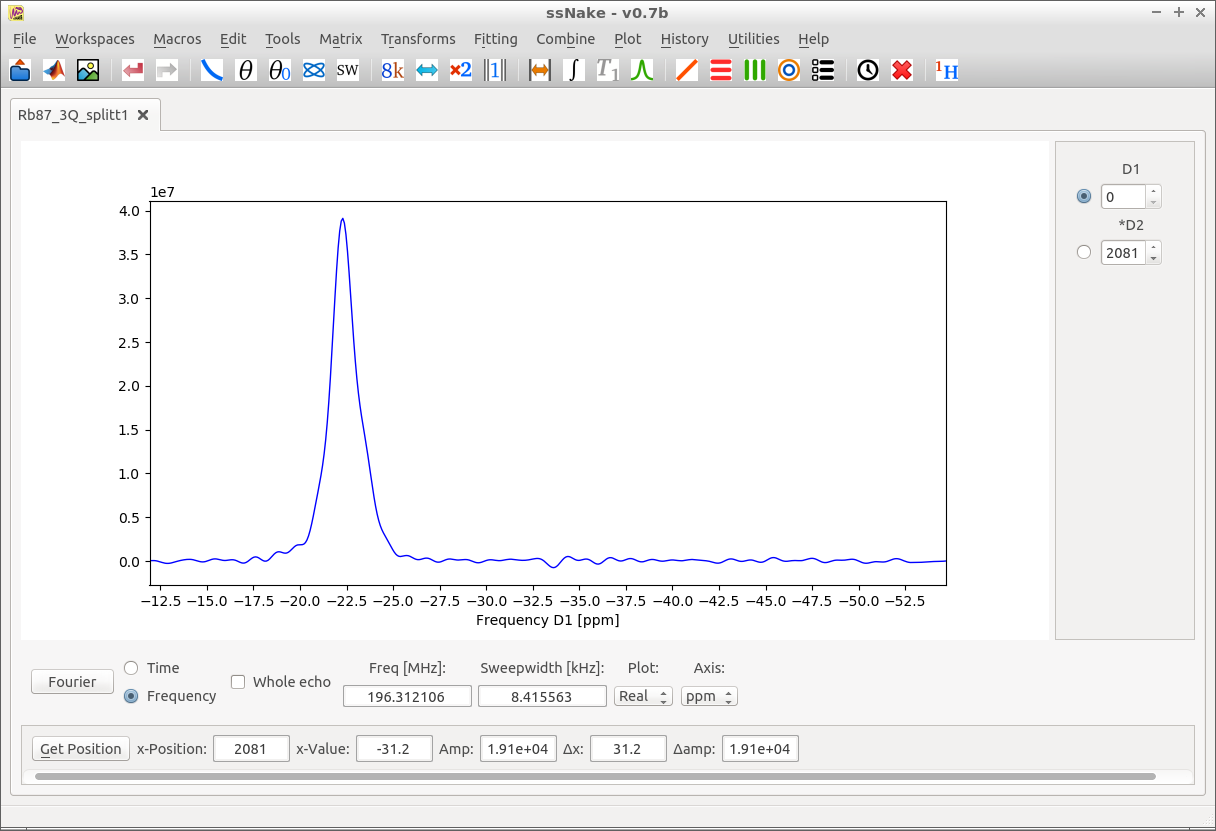 ssNake - v0.7b
File Workspaces Macros Edit Tools Matrix Transforms Fitting Combine Plot History Utilities Help
θ θ0 SW 8k ×2 ||1|| ∫ T1 1H
Rb87_3Q_splitt1
1e7
4.0
3.5
3.0
2.5
2.0
1.5
1.0
0.5
0.0
−12.5 −15.0 −17.5 −20.0 −22.5 −25.0 −27.5 −30.0 −32.5 −35.0 −37.5 −40.0 −42.5 −45.0 −47.5 −50.0 −52.5
Frequency D1 [ppm]
D1
0
*D2
2081
Fourier
Time
Frequency
Whole echo
Freq [MHz]: Sweepwidth [kHz]: Plot: Axis:
196.312106 8.415563 Real ppm
Get Position x-Position: 2081 x-Value: -31.2 Amp: 1.91e+04 Δx: 31.2 Δamp: 1.91e+04